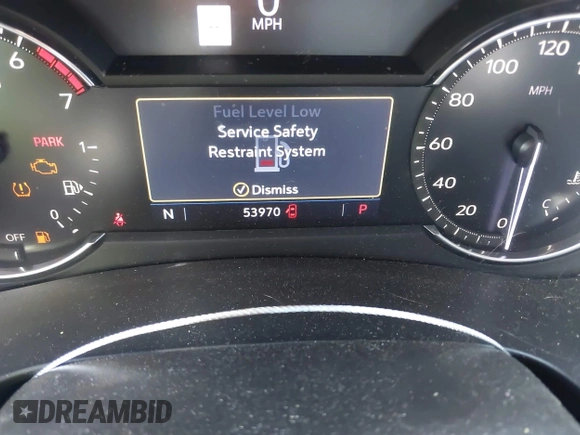 0
MPH
6
7
Fuel Level Low
Service Safety
Restraint System
Dismiss
100
120
80
MPH
60
40
20
0
C
PARK
1
0
OFF
N
53970
P
DREAMBID